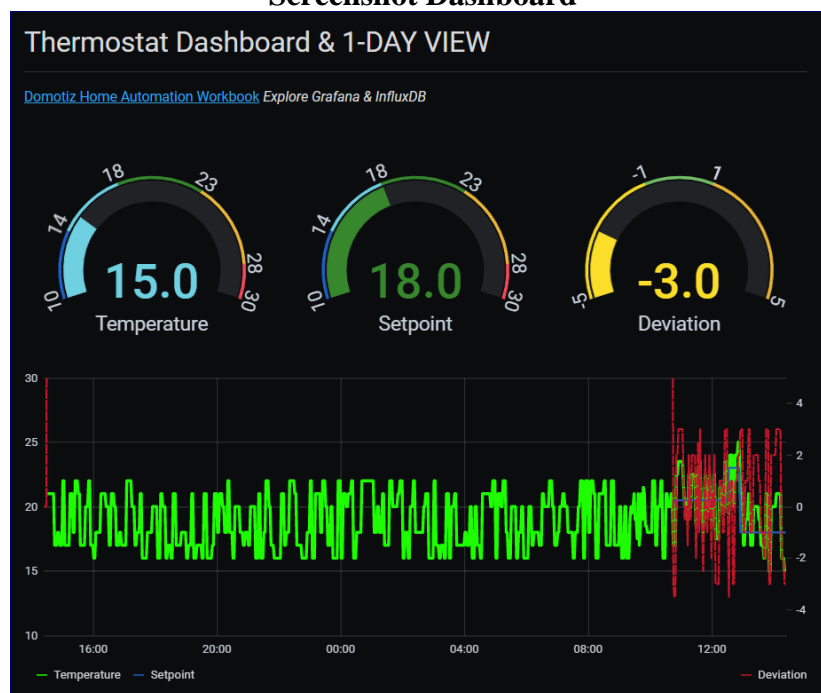 Screenshot Dashboard
Thermostat Dashboard & 1-DAY VIEW
Domotiz Home Automation Workbook Explore Grafana & InfluxDB
10 14 18 23 28 30
15.0
Temperature
10 14 18 23 28 30
18.0
Setpoint
-5 -1 1 5
-3.0
Deviation
30
25
20
15
10
4
2
0
-2
-4
16:00 20:00 00:00 04:00 08:00 12:00
Temperature Setpoint Deviation